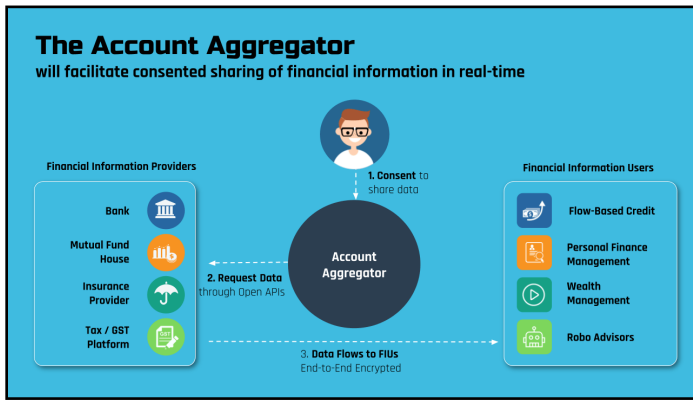 The Account Aggregator
will facilitate consented sharing of financial information in real-time
Financial Information Providers
Bank
Mutual Fund
House
Insurance
Provider
Tax / GST
Platform
GST
1. Consent to
share data
Account
Aggregator
2. Request Data
through Open APIs
3. Data Flows to FIUs
End-to-End Encrypted
Financial Information Users
Flow-Based Credit
Personal Finance
Management
Wealth
Management
Robo Advisors